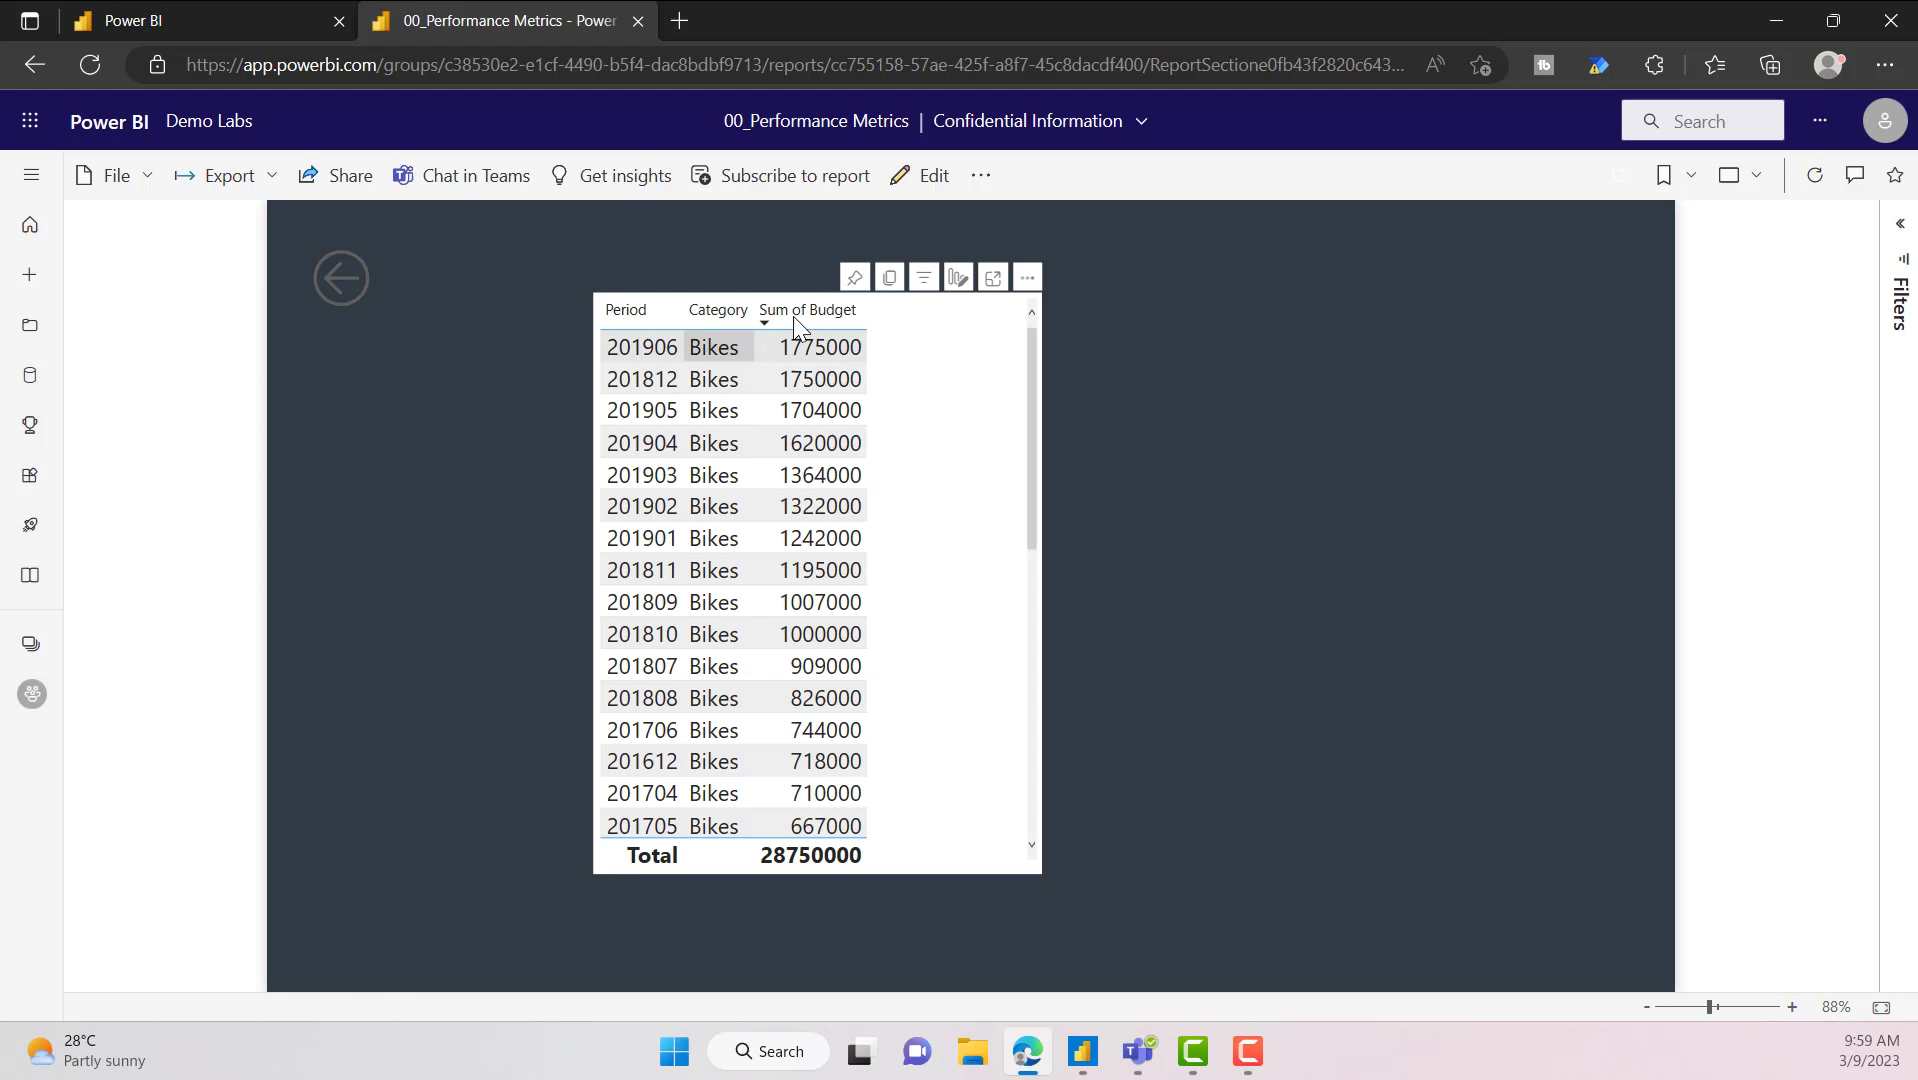 Power BI
00_Performance Metrics - Power
https://app.powerbi.com/groups/c38530e2-e1cf-4490-b5f4-dac8bdbf9713/reports/cc755158-57ae-425f-a8f7-45c8dacdf400/ReportSectione0fb43f2820c643...
Power BI Demo Labs
00_Performance Metrics | Confidential Information
Search
File
Export
Share
Chat in Teams
Get insights
Subscribe to report
Edit
Filters
Period Category Sum of Budget
201906 Bikes 1775000
201812 Bikes 1750000
201905 Bikes 1704000
201904 Bikes 1620000
201903 Bikes 1364000
201902 Bikes 1322000
201901 Bikes 1242000
201811 Bikes 1195000
201809 Bikes 1007000
201810 Bikes 1000000
201807 Bikes 909000
201808 Bikes 826000
201706 Bikes 744000
201612 Bikes 718000
201704 Bikes 710000
201705 Bikes 667000
Total 28750000
- + 88%
28°C
Partly sunny
Search
9:59 AM
3/9/2023